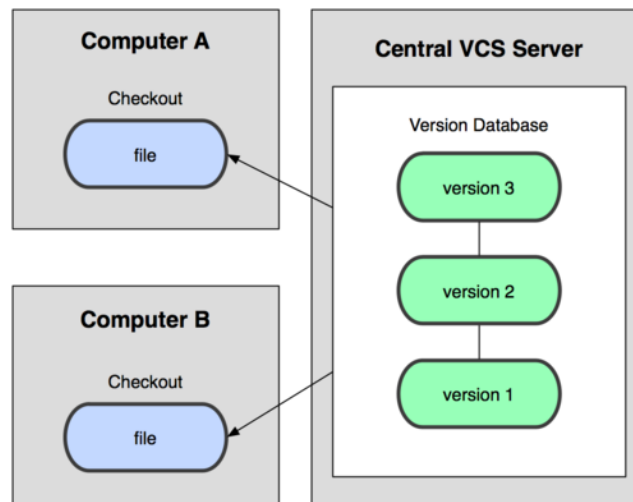 Computer A
Checkout
file
Computer B
Checkout
file
Central VCS Server
Version Database
version 3
version 2
version 1